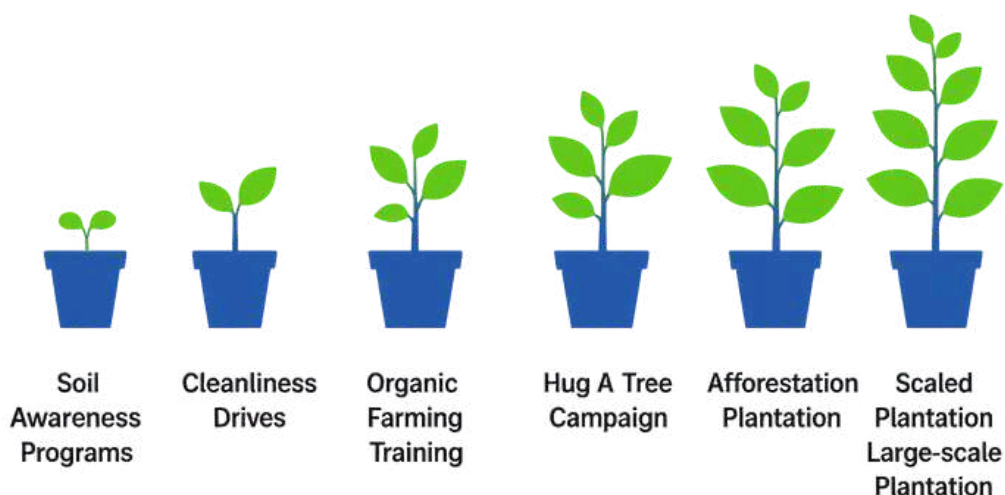 Soil
Awareness
Programs
Cleanliness
Drives
Organic
Farming
Training
Hug A Tree
Campaign
Afforestation
Plantation
Scaled
Plantation
Large-scale
Plantation